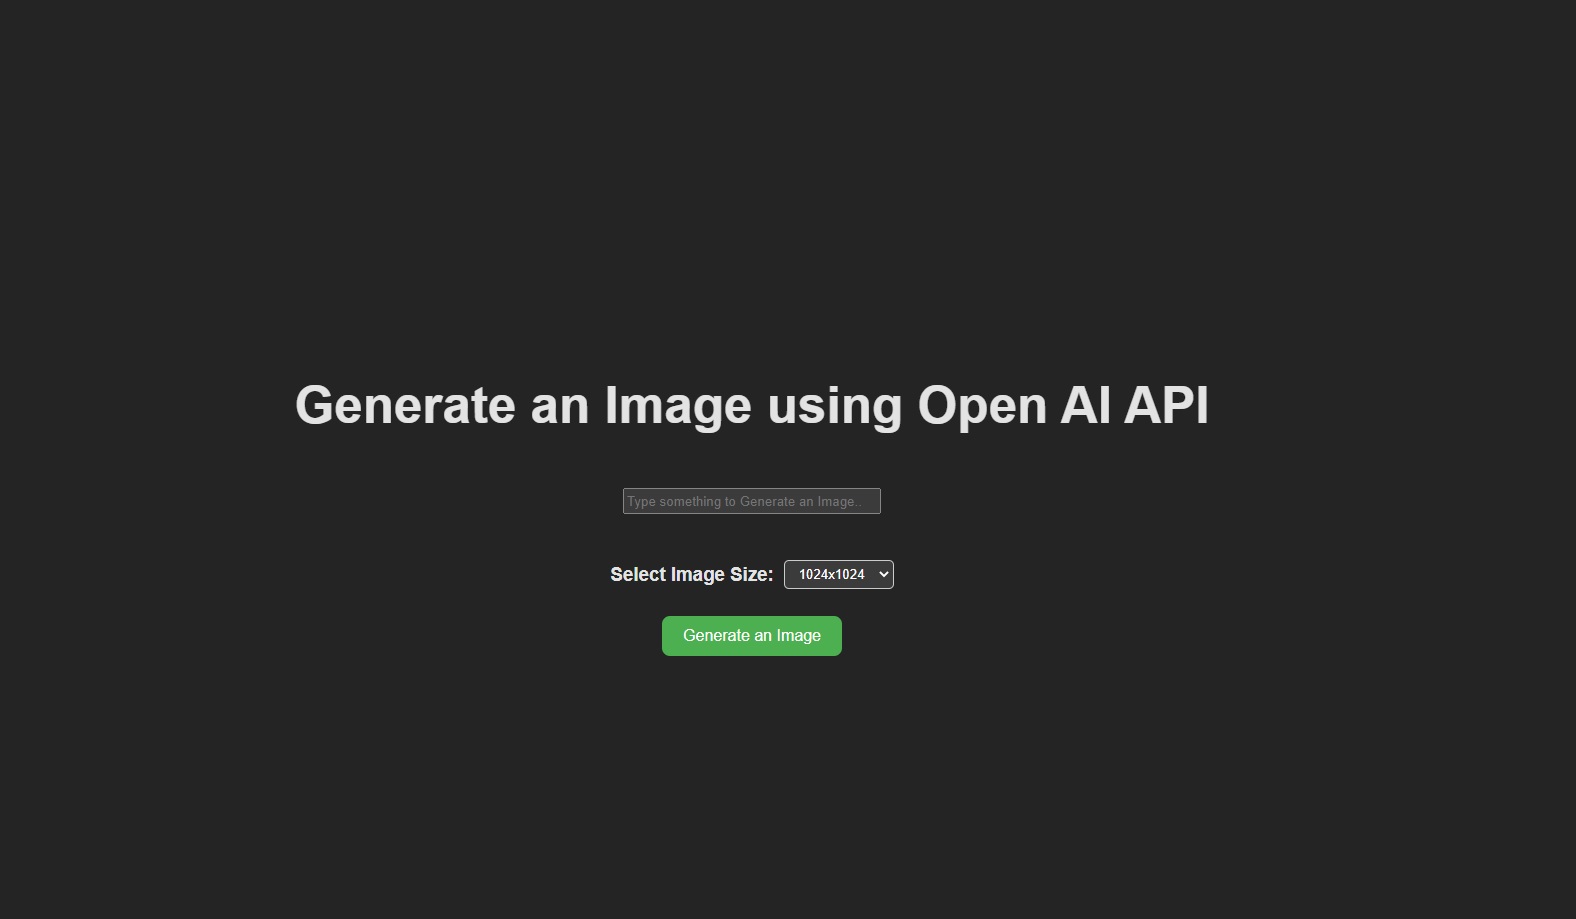 Generate an Image using Open AI API
Type something to Generate an Image..
Select Image Size: 1024x1024
Generate an Image